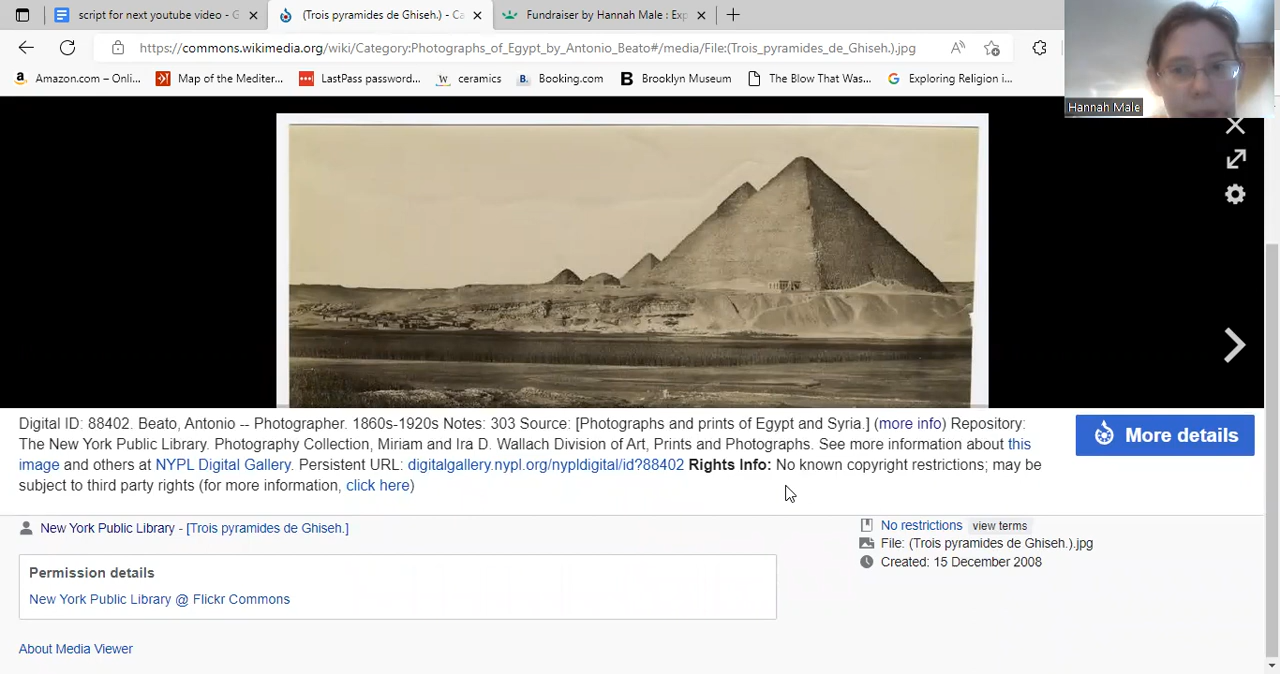 script for next youtube video - G
(Trois pyramides de Ghiseh.) - Ca
Fundraiser by Hannah Male : Exp
https://commons.wikimedia.org/wiki/Category:Photographs_of_Egypt_by_Antonio_Beato#/media/File:(Trois_pyramides_de_Ghiseh.).jpg
Amazon.com – Onli...
Map of the Mediter...
LastPass password...
ceramics
Booking.com
Brooklyn Museum
The Blow That Was...
Exploring Religion i...
Hannah Male
Digital ID: 88402. Beato, Antonio -- Photographer. 1860s-1920s Notes: 303 Source: [Photographs and prints of Egypt and Syria.] (more info) Repository:
The New York Public Library. Photography Collection, Miriam and Ira D. Wallach Division of Art, Prints and Photographs. See more information about this
image and others at NYPL Digital Gallery. Persistent URL: digitalgallery.nypl.org/nypldigital/id?88402 Rights Info: No known copyright restrictions; may be
subject to third party rights (for more information, click here)
More details
New York Public Library - [Trois pyramides de Ghiseh.]
Permission details
New York Public Library @ Flickr Commons
No restrictions view terms
File: (Trois pyramides de Ghiseh.).jpg
Created: 15 December 2008
About Media Viewer